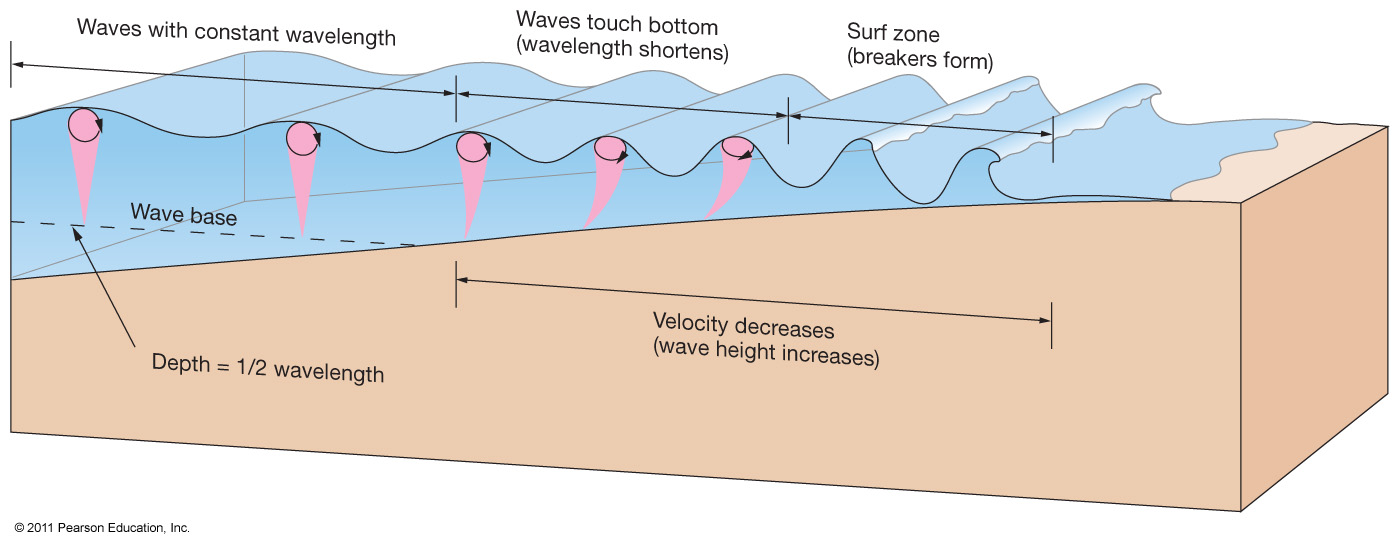 Waves with constant wavelength
Waves touch bottom
(wavelength shortens)
Surf zone
(breakers form)
Wave base
Depth = 1/2 wavelength
Velocity decreases
(wave height increases)
© 2011 Pearson Education, Inc.